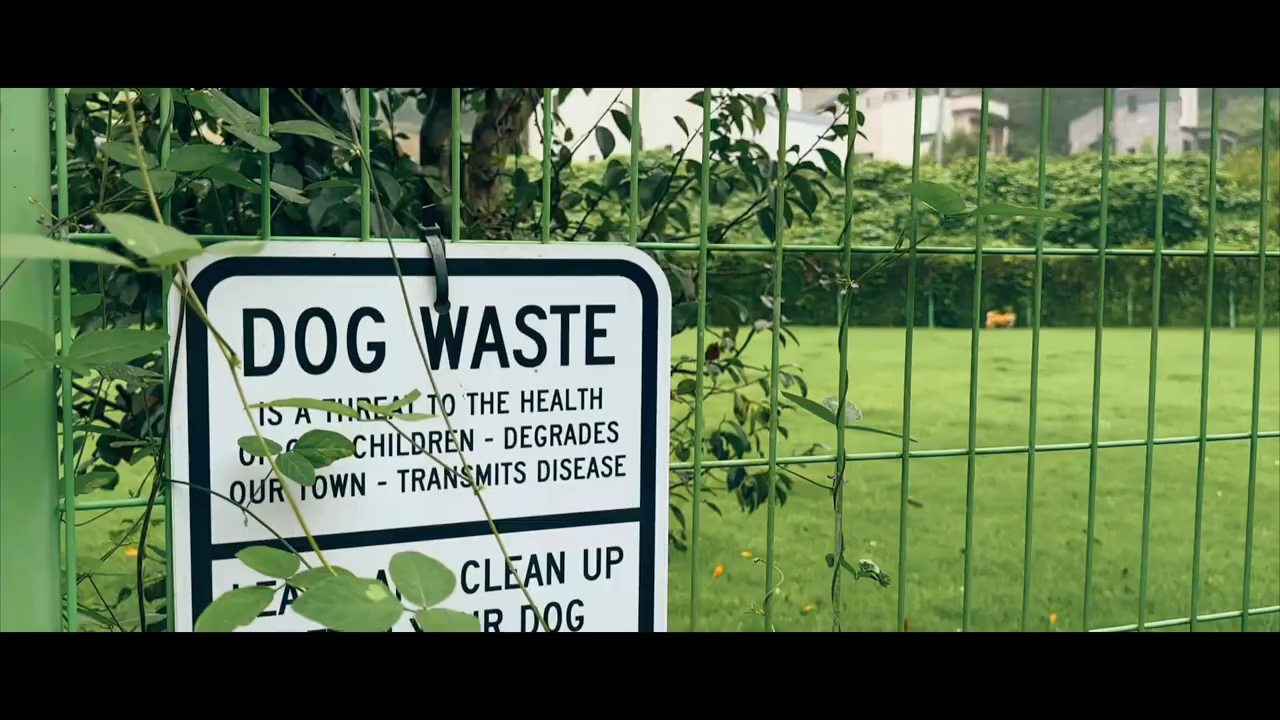 DOG WASTE
IS A THREAT TO THE HEALTH
CHILDREN - DEGRADES
OUR TOWN - TRANSMITS DISEASE
CLEAN UP
DOG